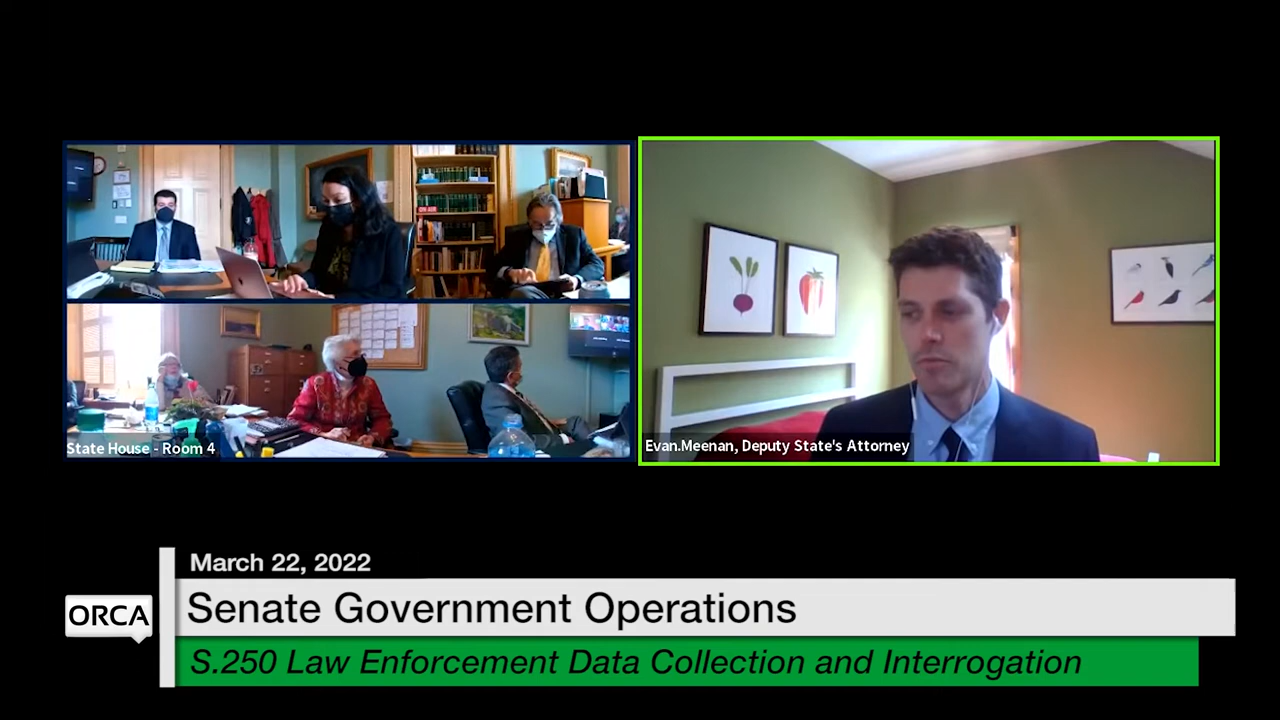 State House - Room 4
Evan.Meenan, Deputy State's Attorney
March 22, 2022
ORCA
Senate Government Operations
S.250 Law Enforcement Data Collection and Interrogation